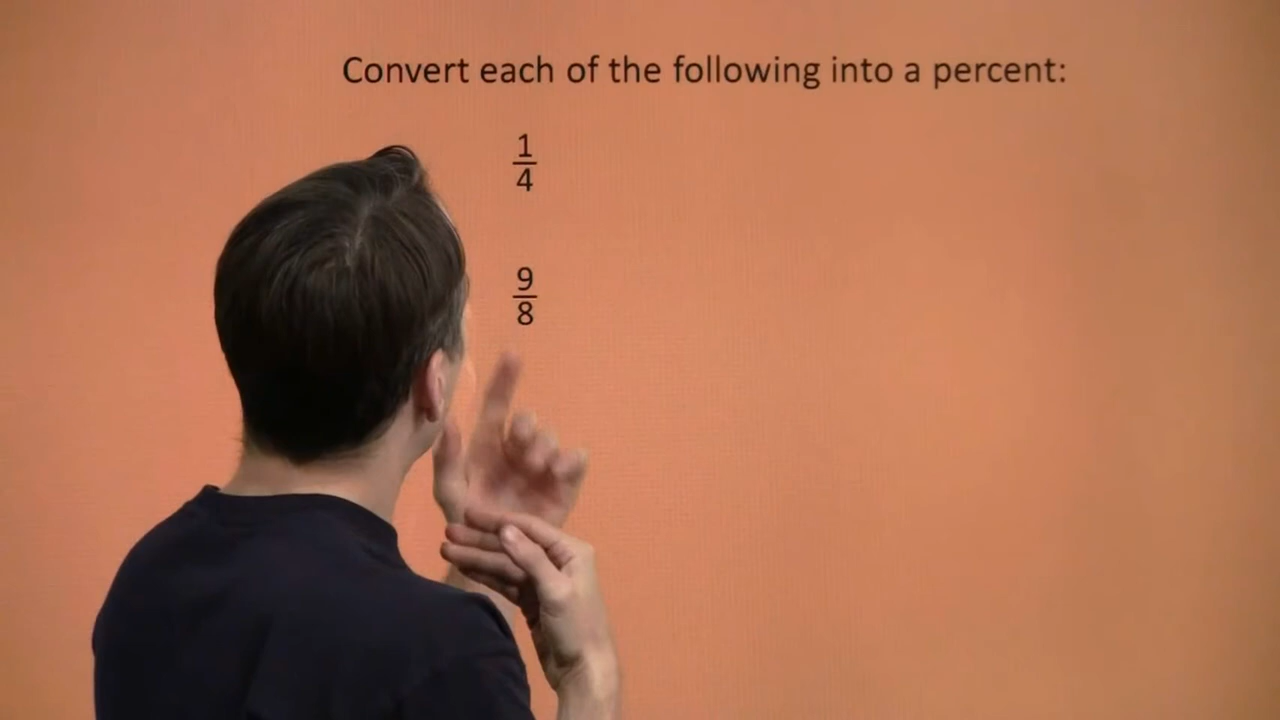 Convert each of the following into a percent:
1/4
9/8